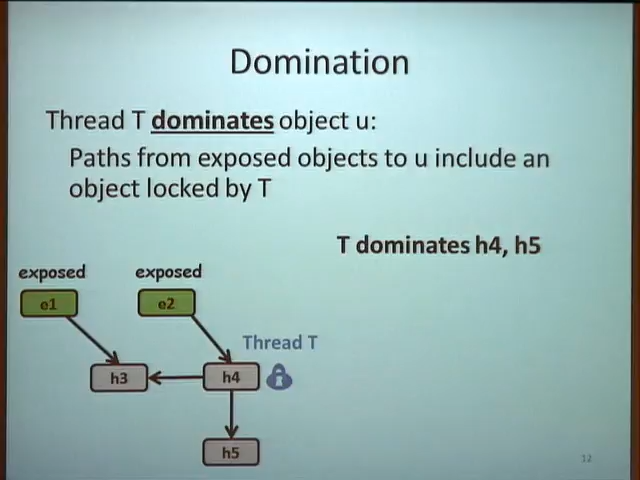 Domination
Thread T dominates object u:
Paths from exposed objects to u include an
object locked by T
T dominates h4, h5
exposed
exposed
e1
e2
Thread T
h3
h4
h5
12